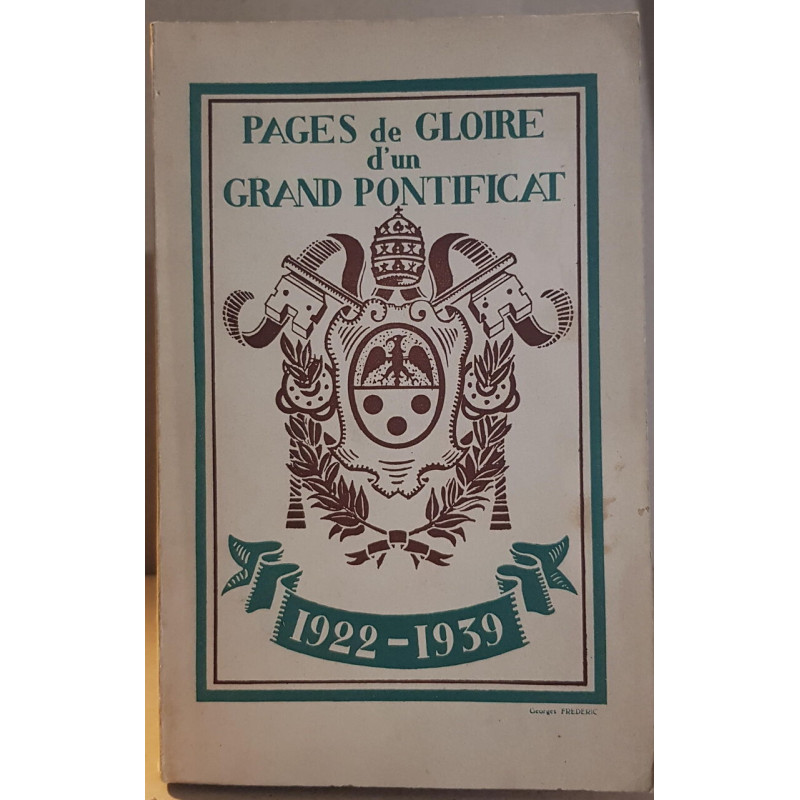 PAGES de GLOIRE
d'un
GRAND PONTIFICAT
1922-1939
Georges FREDERIC